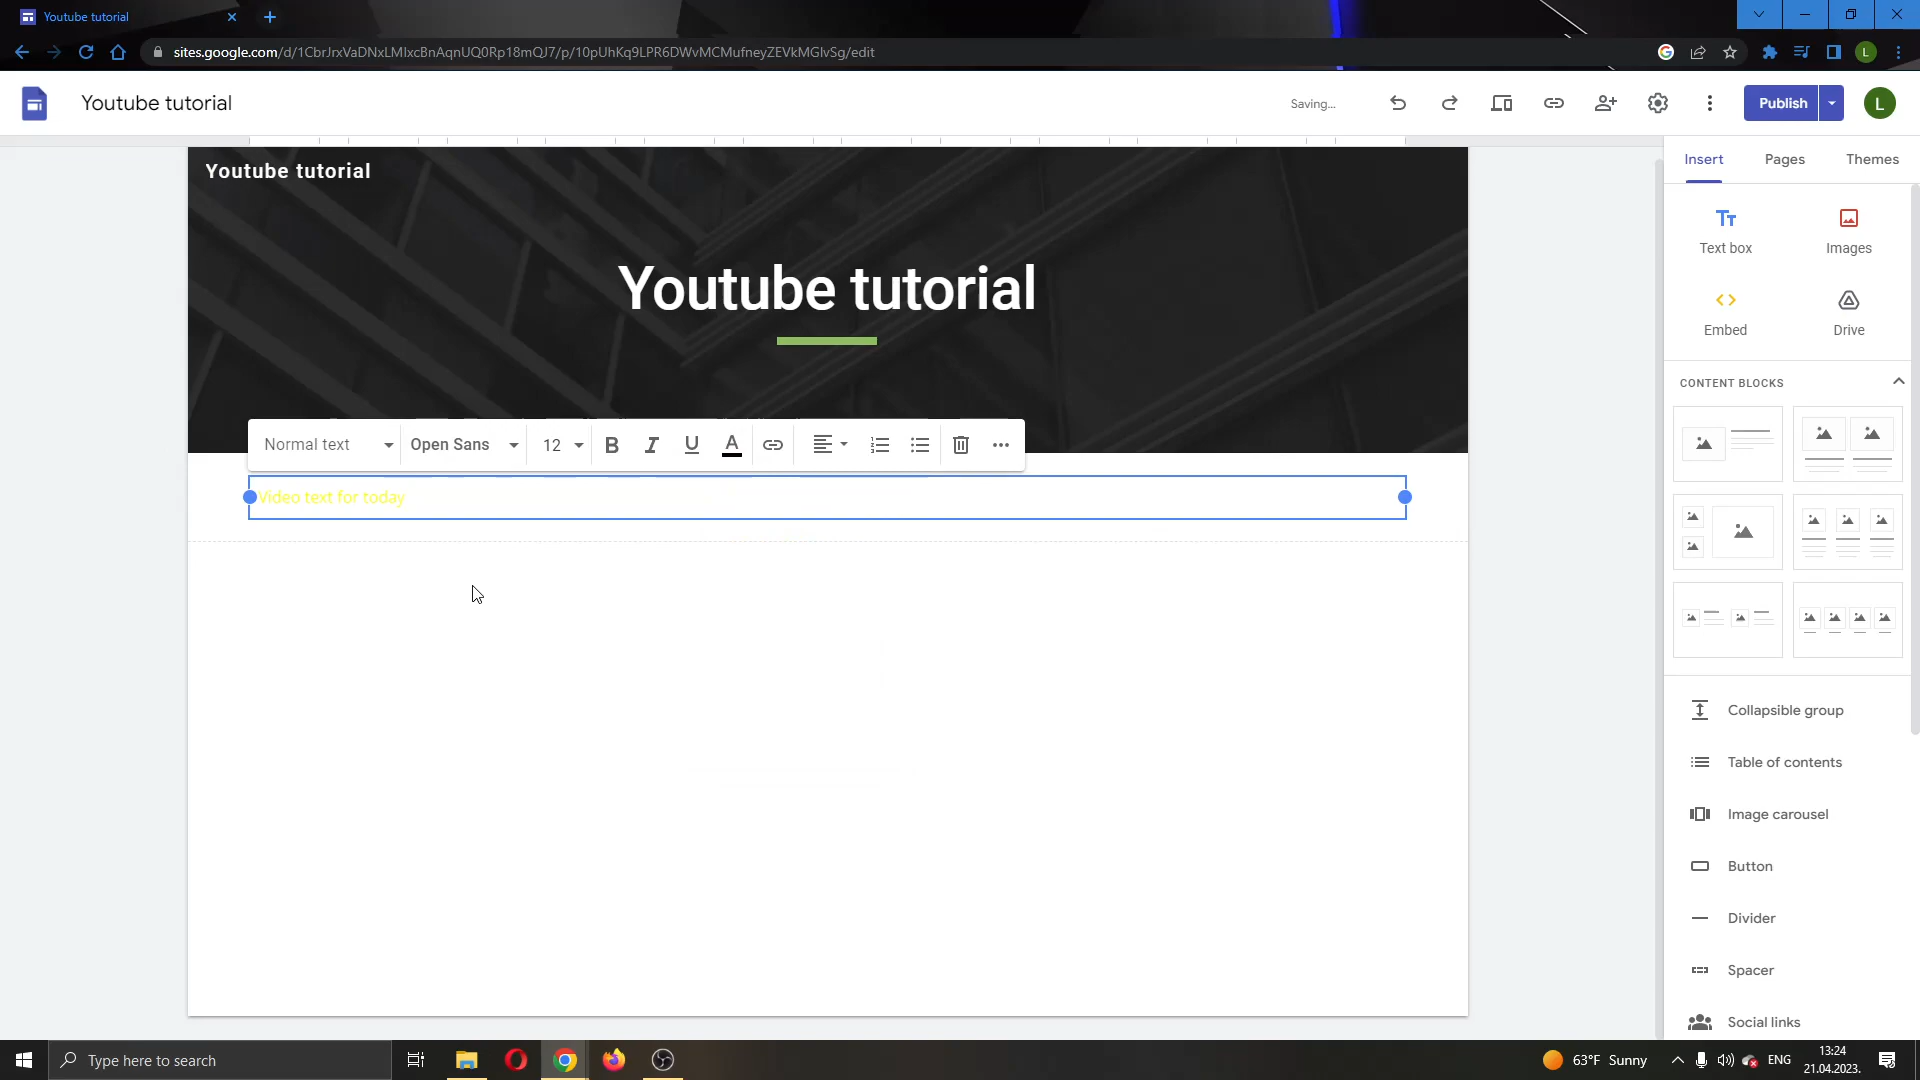 Youtube tutorial
sites.google.com/d/1CbrJrxVaDNxLMIxcBnAqnUQ0Rp18mQJ7/p/10pUhKq9LPR6DWvMCMufneyZEVkMGlvSg/edit
L
Youtube tutorial
Saving...
Publish
L
Insert
Pages
Themes
Youtube tutorial
Youtube tutorial
Text box
Images
Embed
Drive
CONTENT BLOCKS
Normal text
Open Sans
12
Video text for today
Collapsible group
Table of contents
Image carousel
Button
Divider
Spacer
Social links
Type here to search
63°F Sunny
ENG
13:24
21.04.2023.